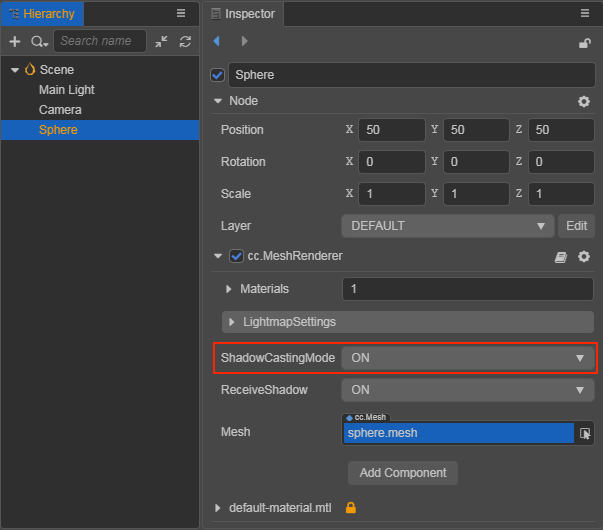 Hierarchy
Search name
Scene
Main Light
Camera
Sphere
Inspector
Sphere
Node
Position X 50 Y 50 Z 50
Rotation X 0 Y 0 Z 0
Scale X 1 Y 1 Z 1
Layer DEFAULT Edit
cc.MeshRenderer
Materials 1
LightmapSettings
ShadowCastingMode ON
ReceiveShadow ON
cc.Mesh
Mesh sphere.mesh
Add Component
default-material.mtl